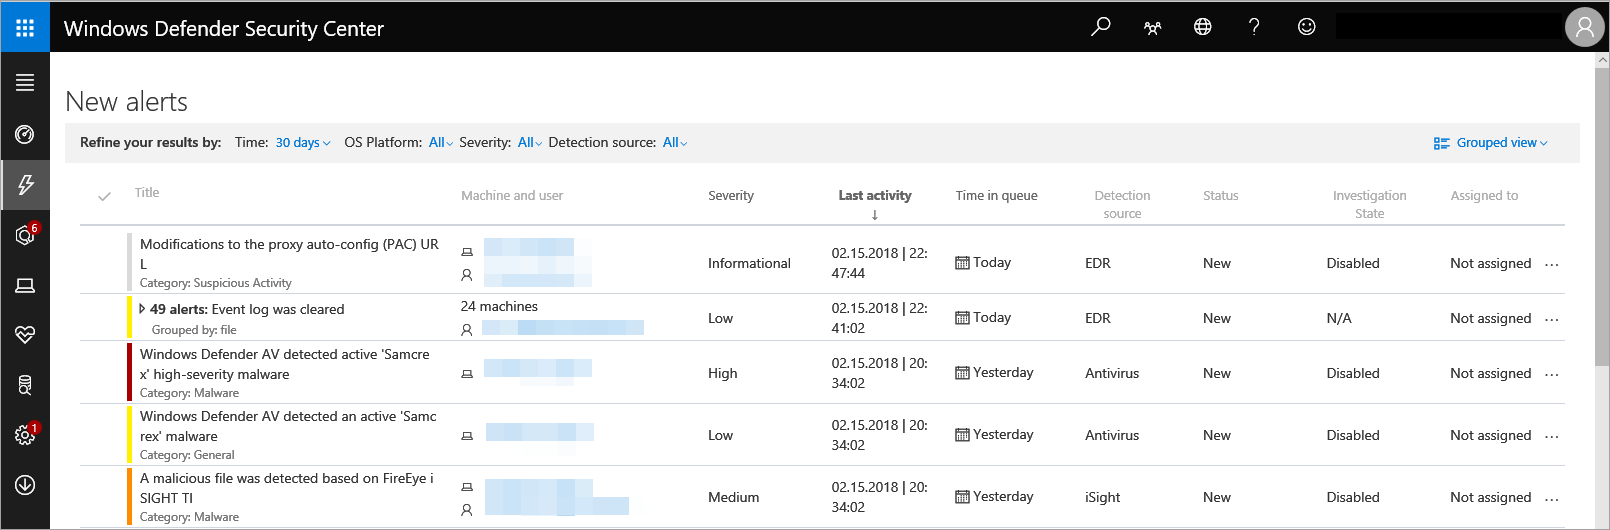 Windows Defender Security Center
New alerts
Refine your results by: Time: 30 days OS Platform: All Severity: All Detection source: All Grouped view
Title Machine and user Severity Last activity ↓ Time in queue Detection source Status Investigation State Assigned to
Modifications to the proxy auto-config (PAC) UR
L
Category: Suspicious Activity
Informational
02.15.2018 | 22:
47:44
Today
EDR
New
Disabled
Not assigned ...
49 alerts: Event log was cleared
Grouped by: file
24 machines
Low
02.15.2018 | 22:
41:02
Today
EDR
New
N/A
Not assigned ...
Windows Defender AV detected active 'Samcre
x' high-severity malware
Category: Malware
High
02.15.2018 | 20:
34:02
Yesterday
Antivirus
New
Disabled
Not assigned ...
Windows Defender AV detected an active 'Samc
rex' malware
Category: General
Low
02.15.2018 | 20:
34:02
Yesterday
Antivirus
New
Disabled
Not assigned ...
A malicious file was detected based on FireEye i
SIGHT TI
Category: Malware
Medium
02.15.2018 | 20:
34:02
Yesterday
iSight
New
Disabled
Not assigned ...
6
1